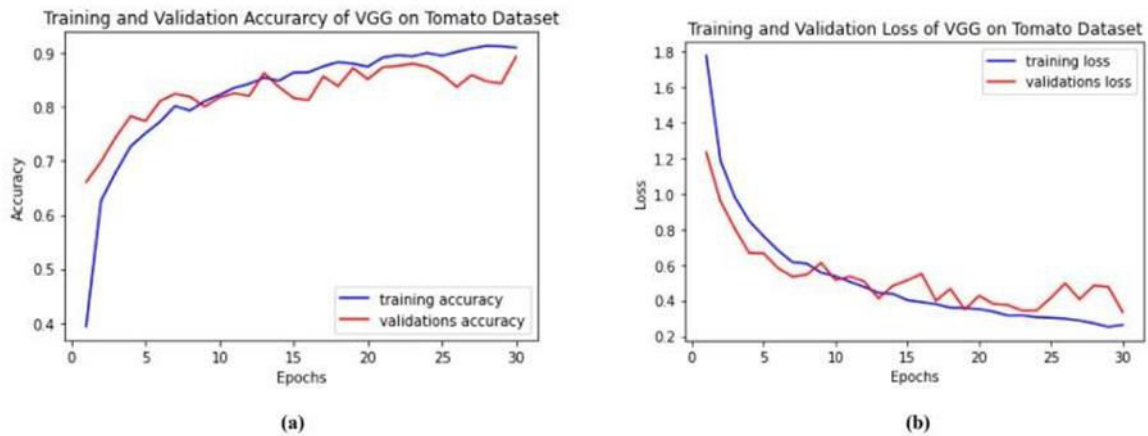 Training and Validation Accurarcy of VGG on Tomato Dataset
0.9
0.8
0.7
0.6
0.5
0.4
Accuracy
training accuracy
validations accuracy
0 5 10 15 20 25 30
Epochs
(a)
Training and Validation Loss of VGG on Tomato Dataset
1.8
1.6
1.4
1.2
1.0
0.8
0.6
0.4
0.2
Loss
training loss
validations loss
0 5 10 15 20 25 30
Epochs
(b)